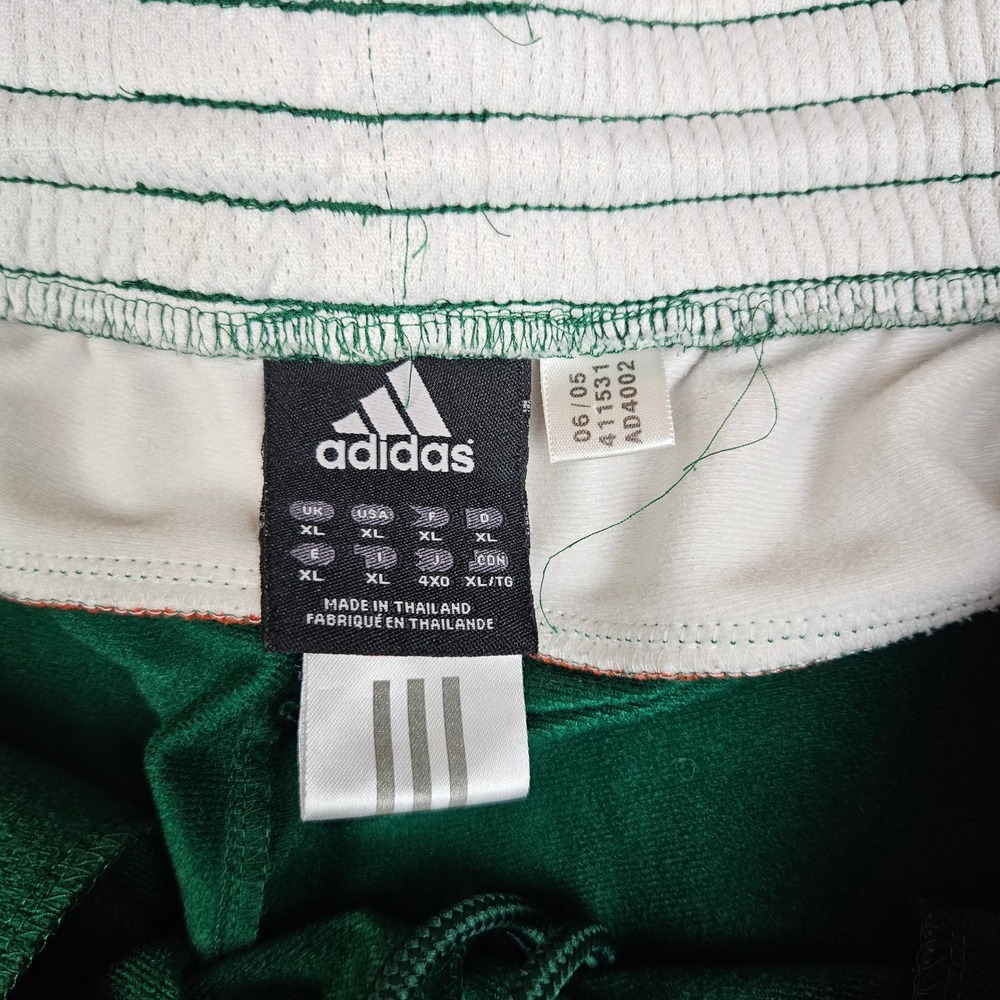 adidas
UK USA F D
XL XL XL XL
E I J CDN
XL XL 4XO XL/TG
MADE IN THAILAND
FABRIQUÉ EN THAILANDE
06/05
411531
AD4002